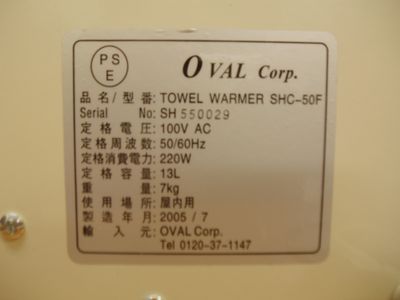 PS
E
OVAL Corp.
品名/型番: TOWEL WARMER SHC-50F
Serial No: SH 550029
定格電圧: 100V AC
定格周波数: 50/60Hz
定格消費電力: 220W
定格容量: 13L
重量: 7kg
使用場所: 屋内用
製造年月: 2005 / 7
輸入元: OVAL Corp.
Tel 0120-37-1147